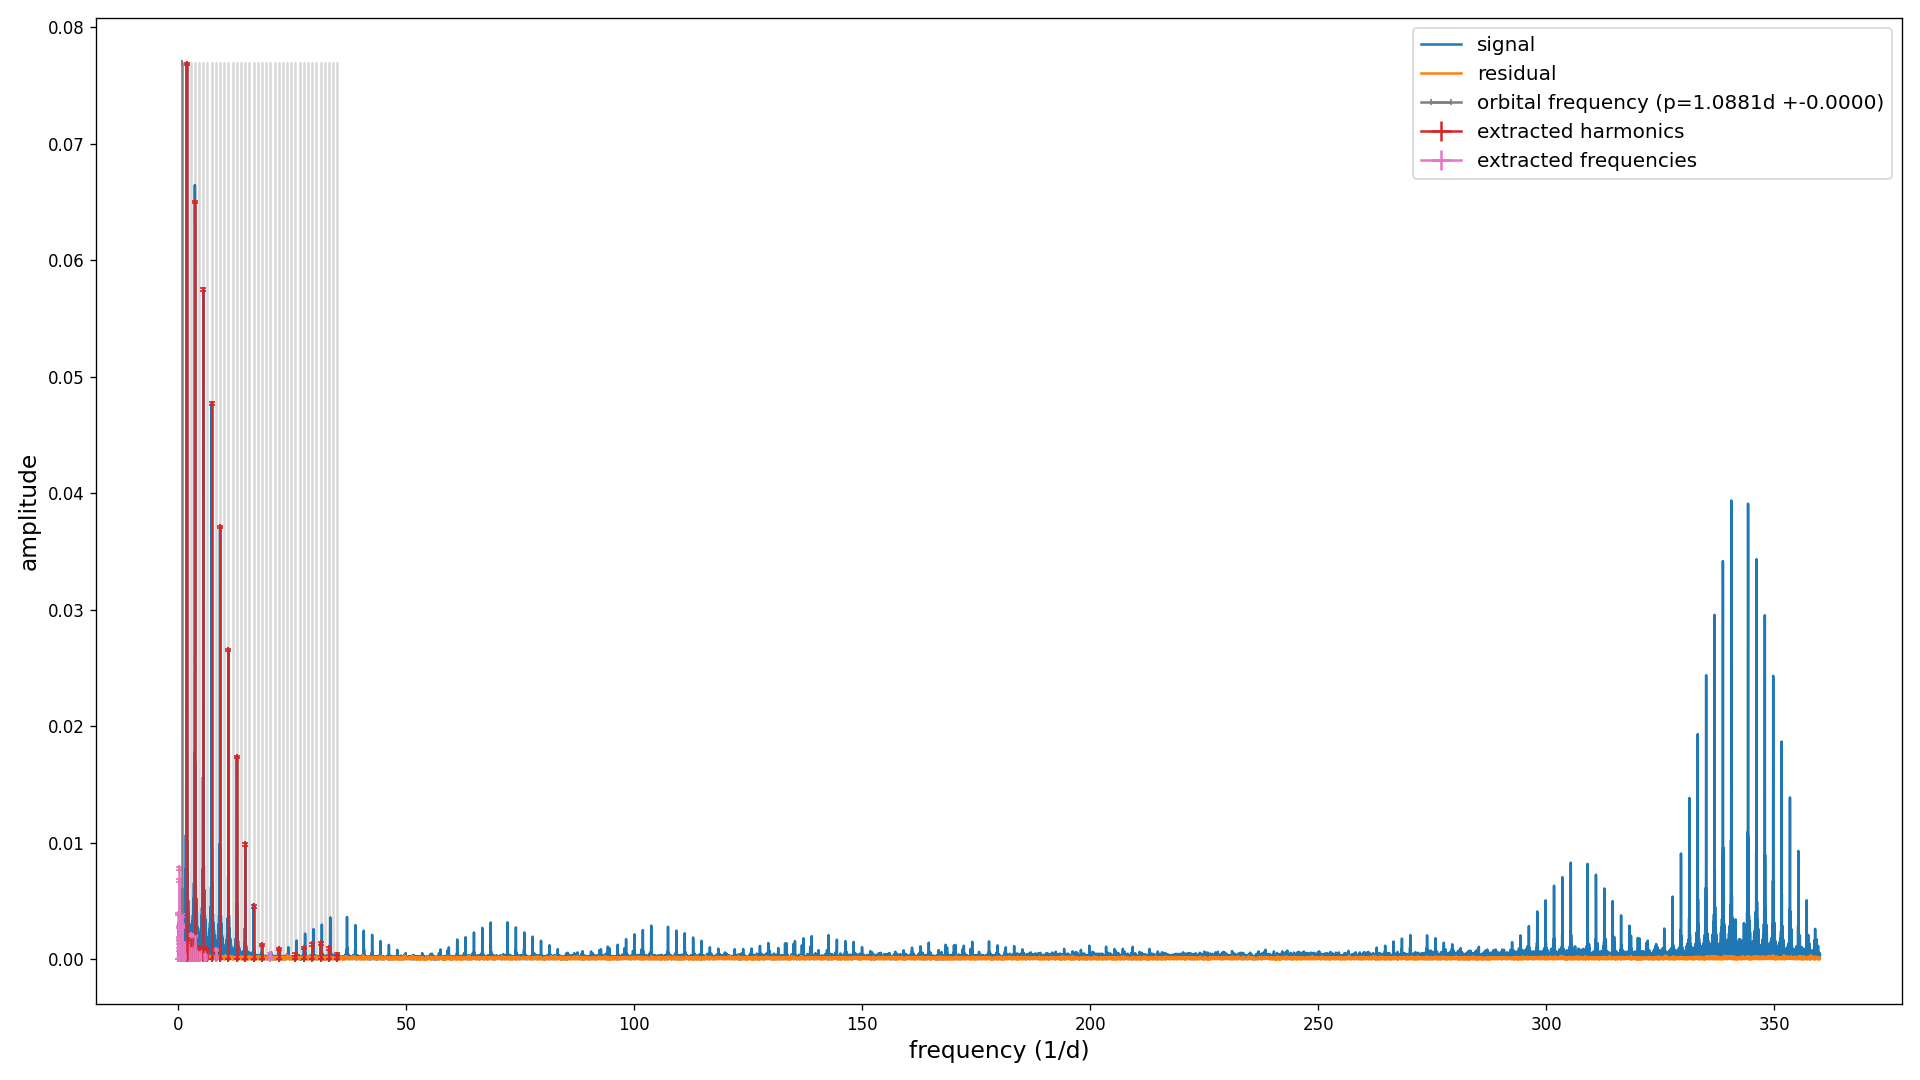 0.08
0.07
0.06
0.05
0.04
0.03
0.02
0.01
0.00
amplitude
0
50
100
150
200
250
300
350
frequency (1/d)
signal
residual
orbital frequency (p=1.0881d +-0.0000)
extracted harmonics
extracted frequencies